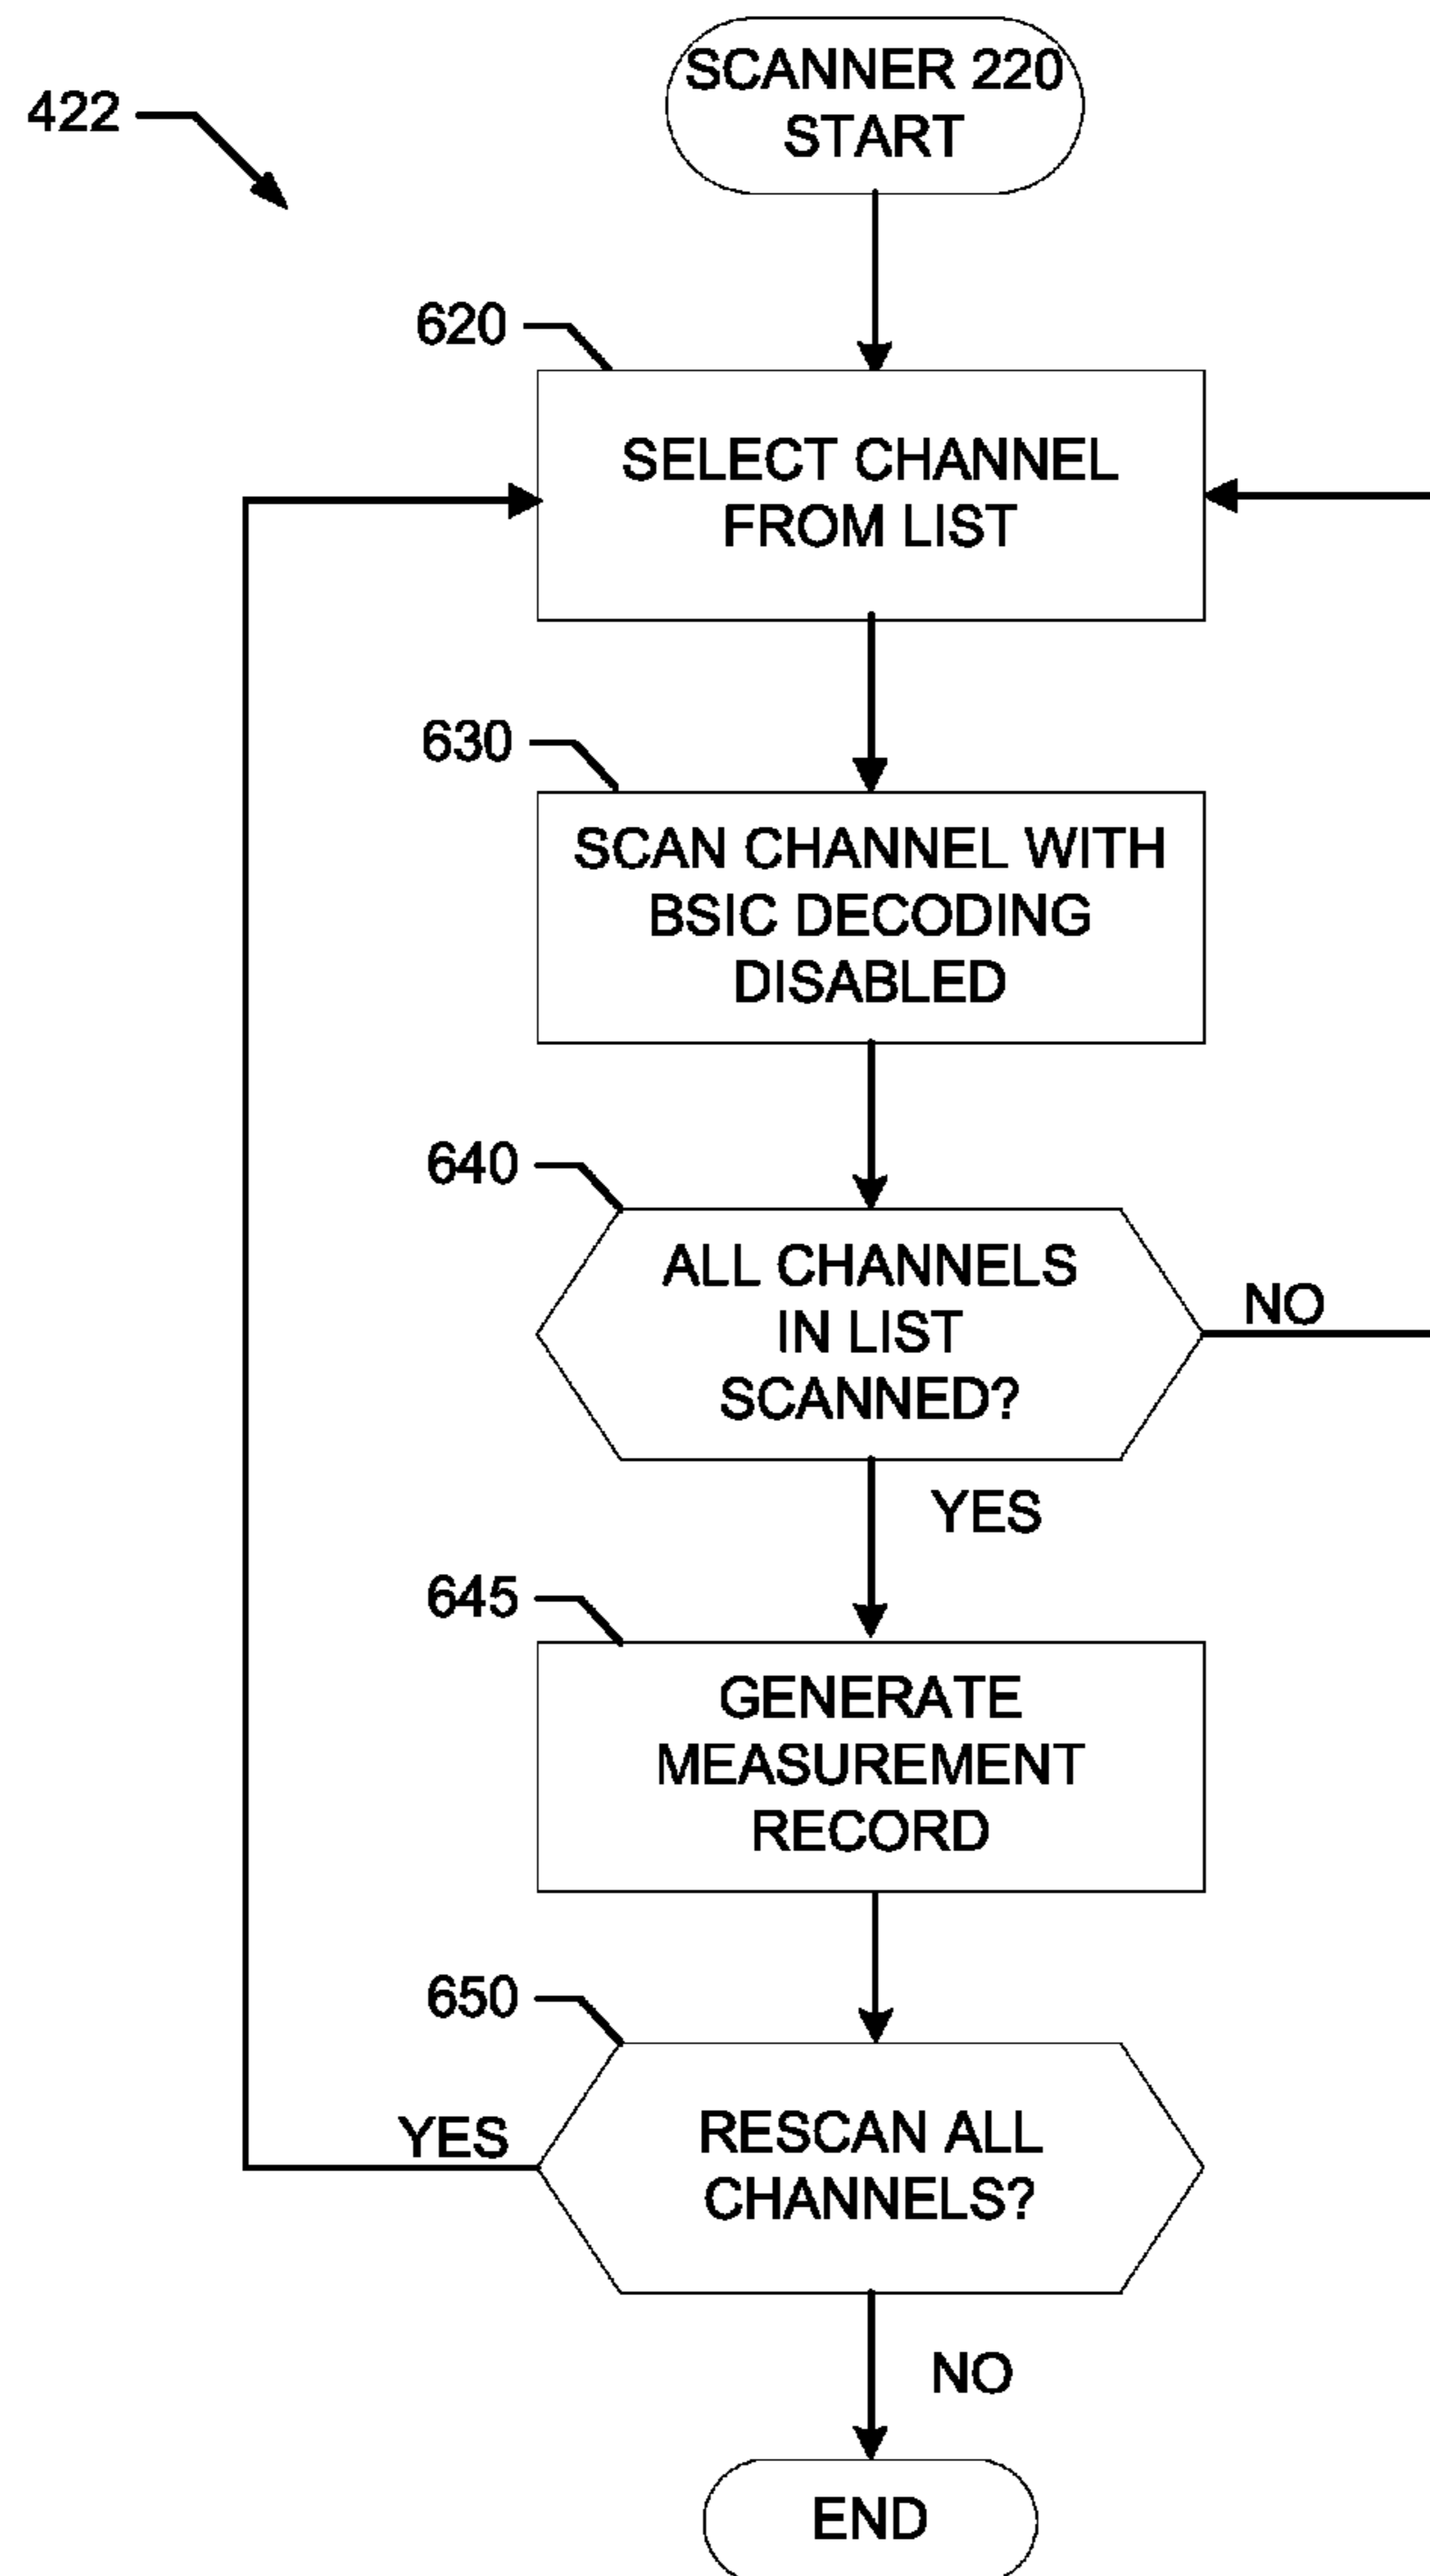 SCANNER 220
START
422
620
SELECT CHANNEL
FROM LIST
630
SCAN CHANNEL WITH
BSIC DECODING
DISABLED
640
ALL CHANNELS
IN LIST
SCANNED?
NO
YES
645
GENERATE
MEASUREMENT
RECORD
650
RESCAN ALL
CHANNELS?
YES
NO
END